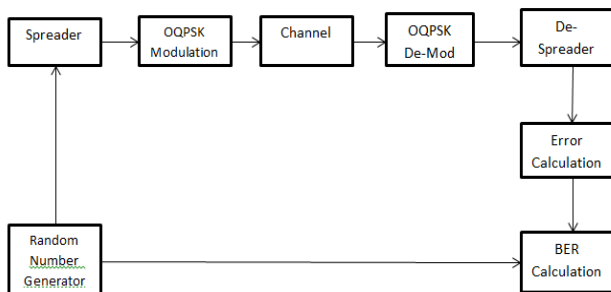 Spreader
OQPSK
Modulation
Channel
OQPSK
De-Mod
De-
Spreader
Error
Calculation
Random
Number
Generator
BER
Calculation